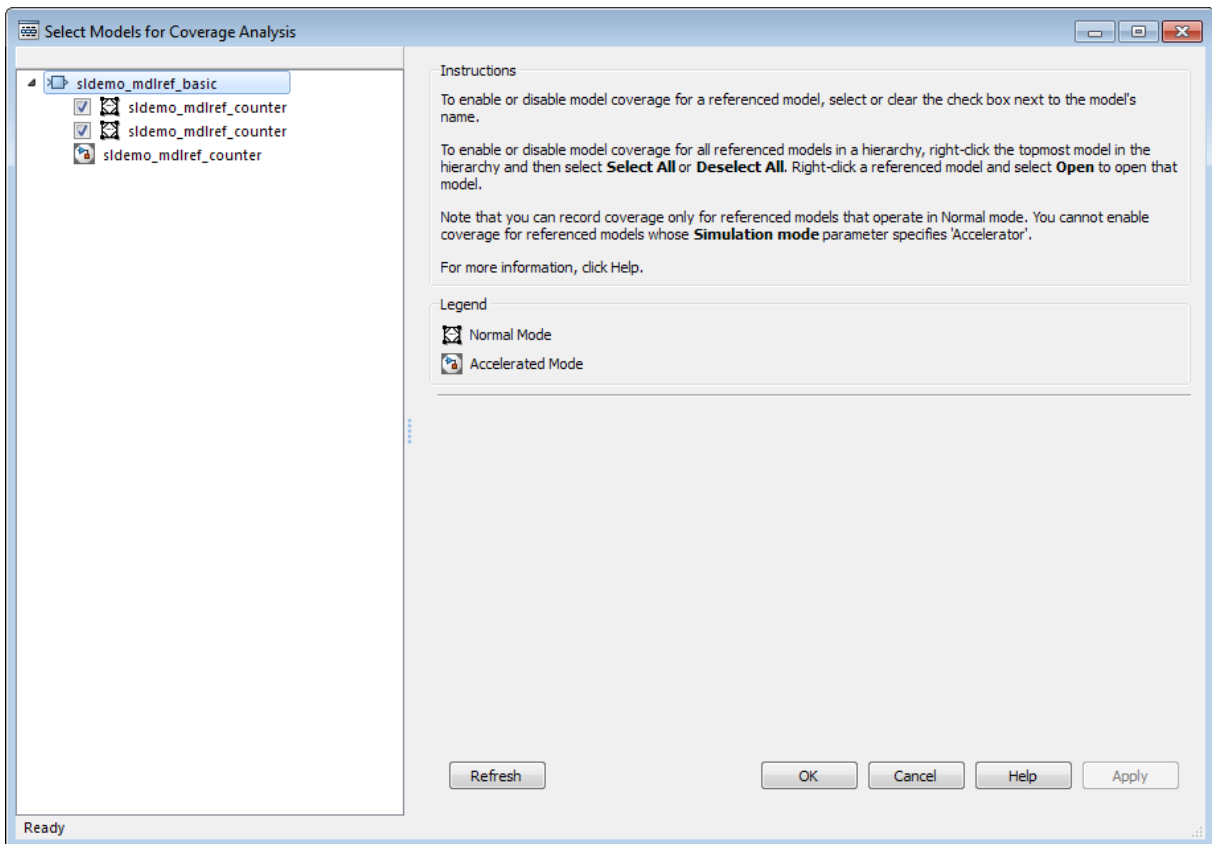 Select Models for Coverage Analysis
sldemo_mdlref_basic
sldemo_mdlref_counter
sldemo_mdlref_counter
sldemo_mdlref_counter
Instructions
To enable or disable model coverage for a referenced model, select or clear the check box next to the model's
name.
To enable or disable model coverage for all referenced models in a hierarchy, right-click the topmost model in the
hierarchy and then select Select All or Deselect All. Right-click a referenced model and select Open to open that
model.
Note that you can record coverage only for referenced models that operate in Normal mode. You cannot enable
coverage for referenced models whose Simulation mode parameter specifies 'Accelerator'.
For more information, click Help.
Legend
Normal Mode
Accelerated Mode
Refresh
OK
Cancel
Help
Apply
Ready